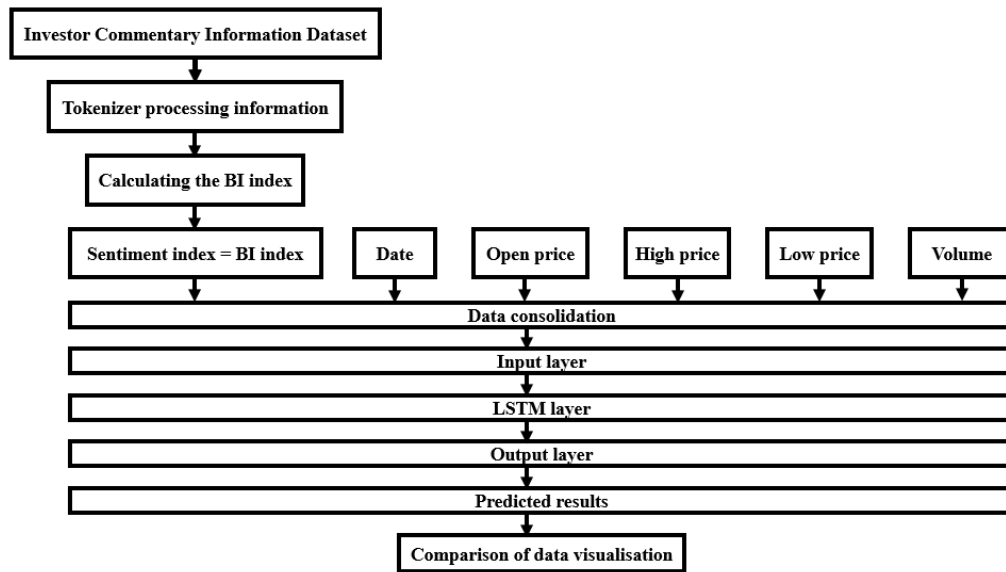 Investor Commentary Information Dataset
Tokenizer processing information
Calculating the BI index
Sentiment index = BI index
Date
Open price
High price
Low price
Volume
Data consolidation
Input layer
LSTM layer
Output layer
Predicted results
Comparison of data visualisation